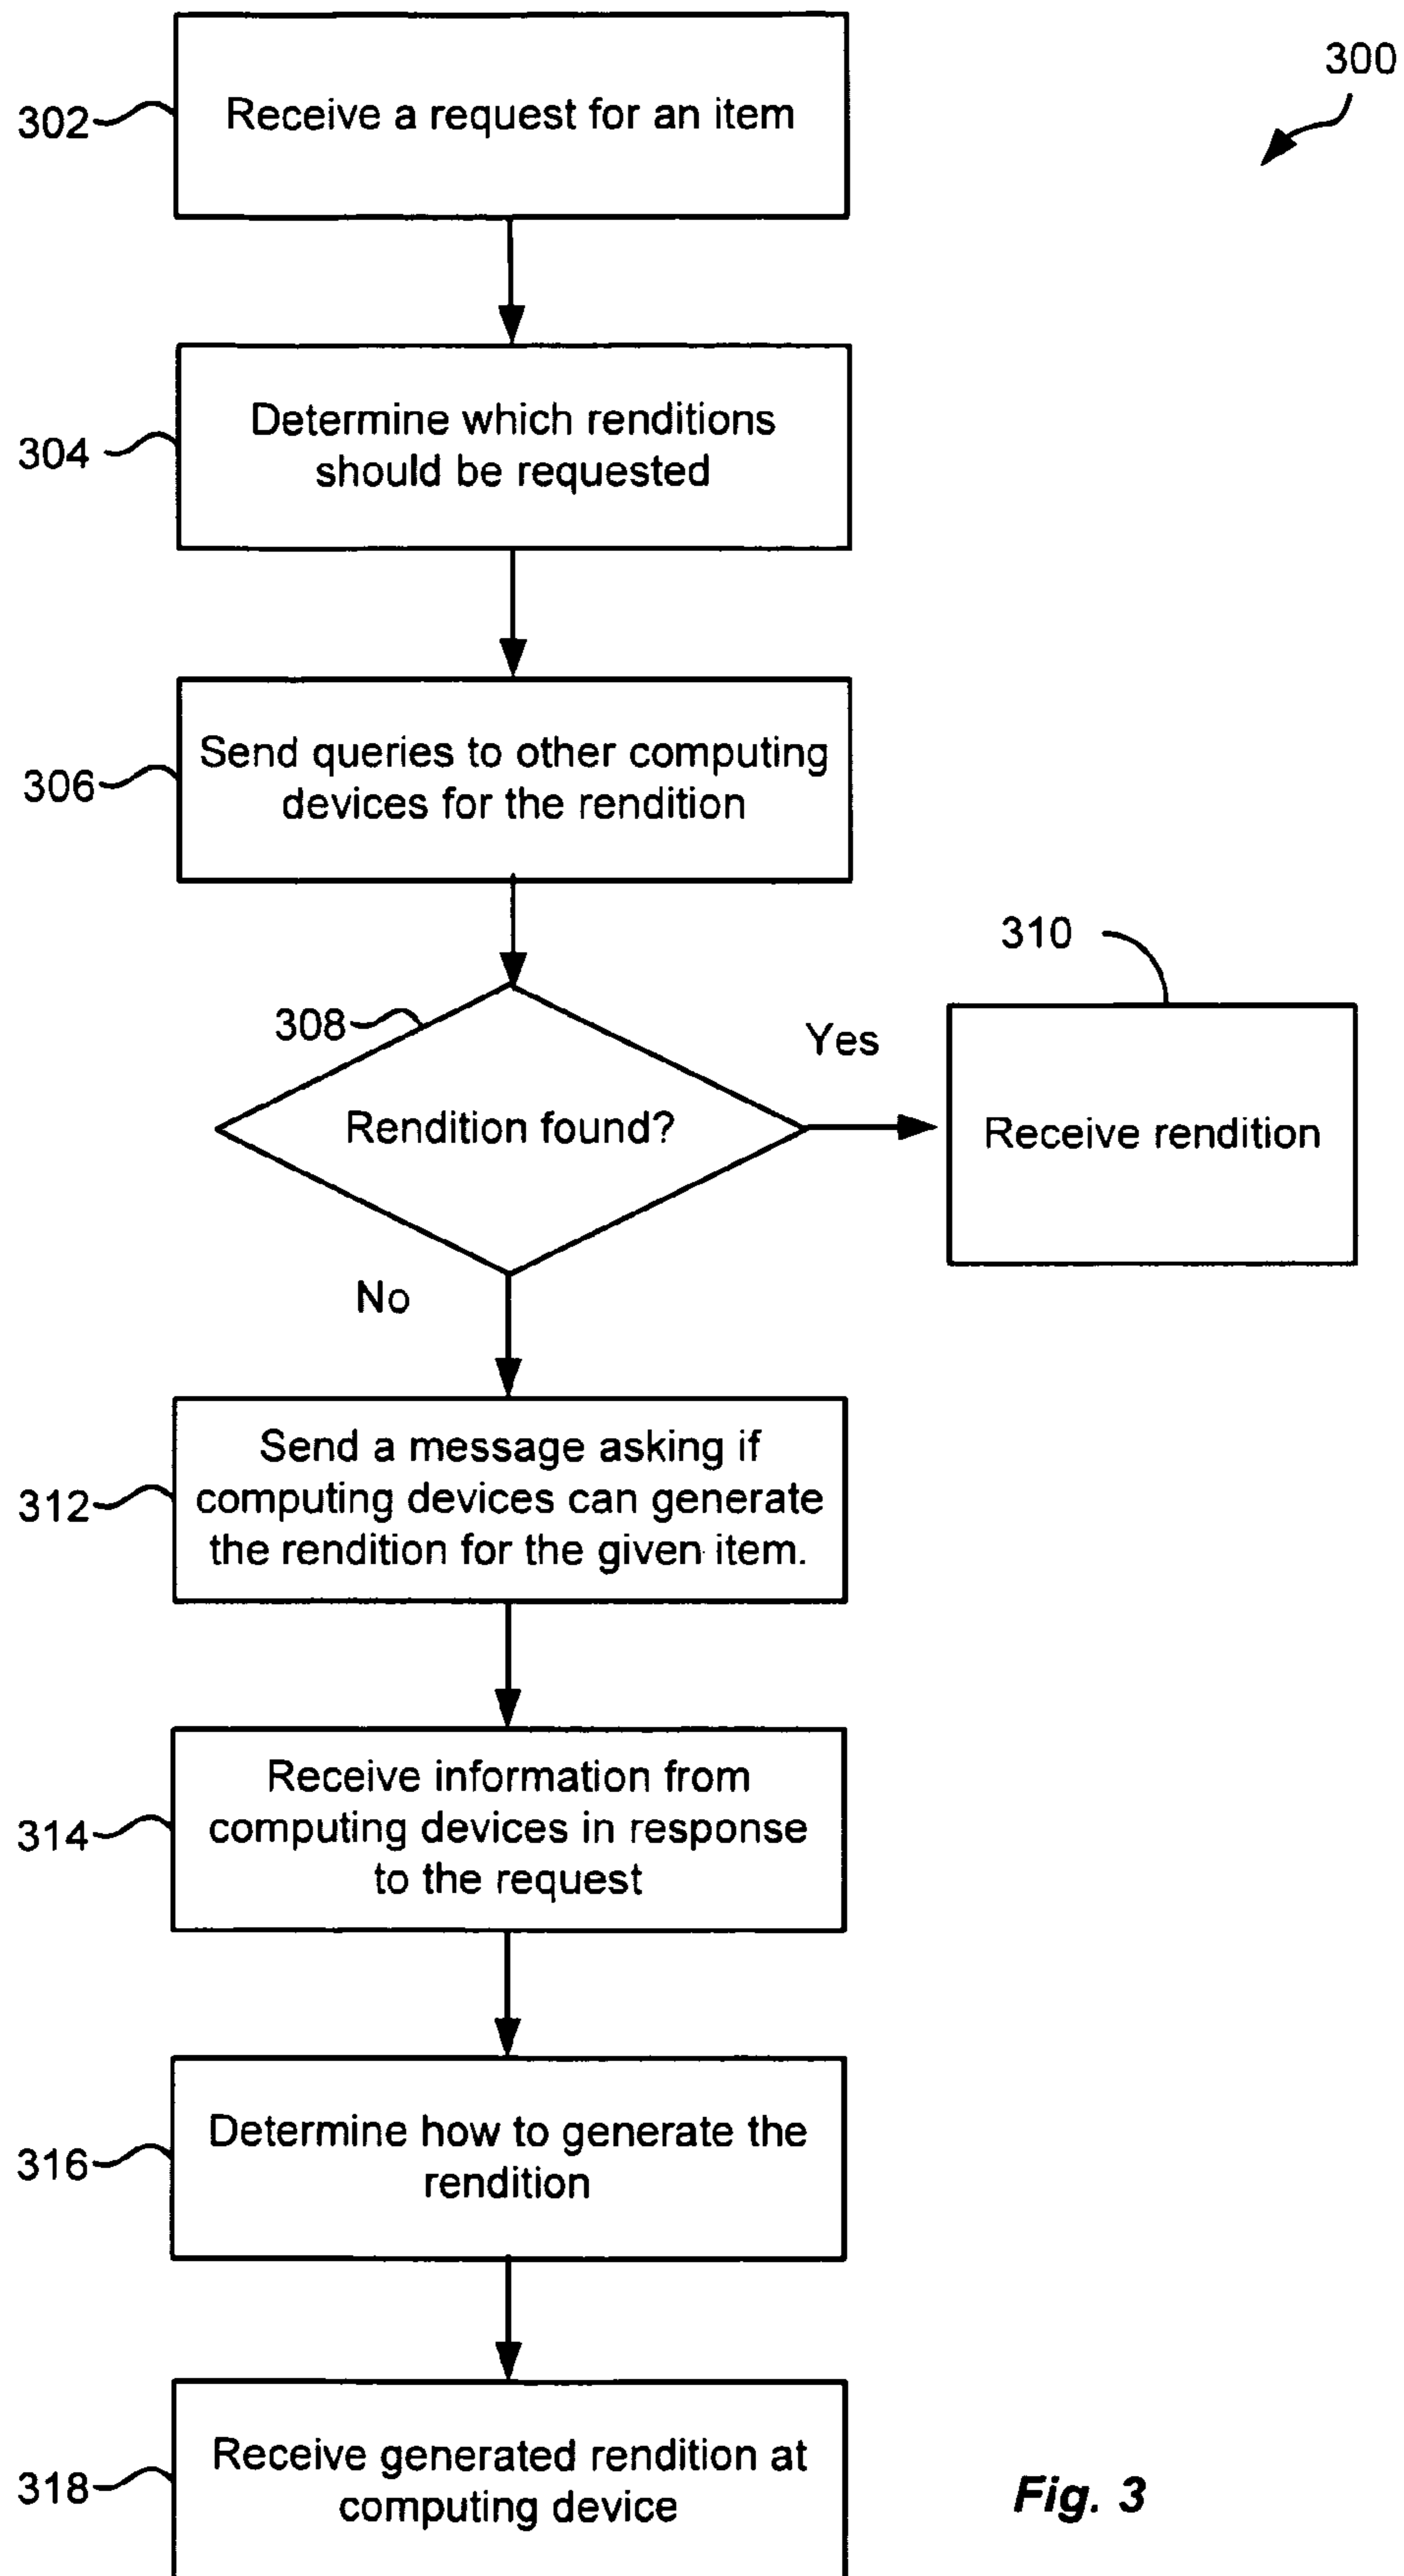 300
302
Receive a request for an item
304
Determine which renditions
should be requested
306
Send queries to other computing
devices for the rendition
308
Rendition found?
Yes
310
Receive rendition
No
312
Send a message asking if
computing devices can generate
the rendition for the given item.
314
Receive information from
computing devices in response
to the request
316
Determine how to generate the
rendition
318
Receive generated rendition at
computing device
Fig. 3